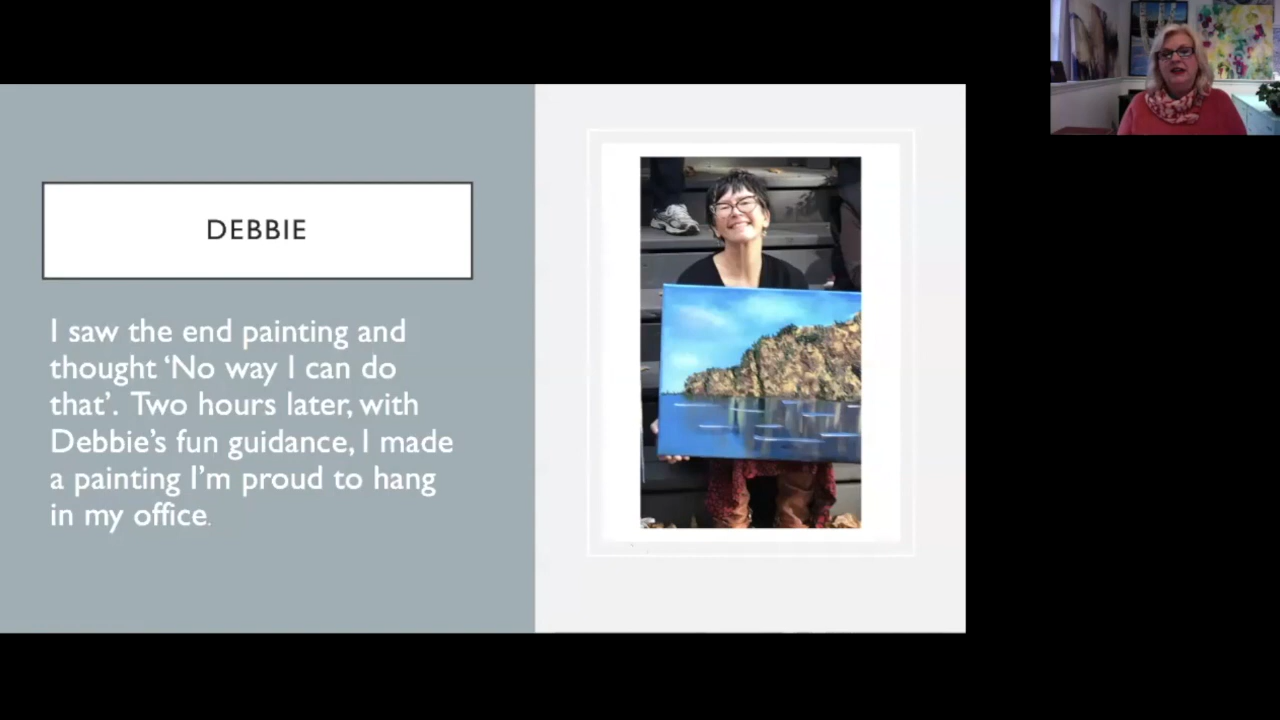 DEBBIE
I saw the end painting and
thought ‘No way I can do
that’.  Two hours later, with
Debbie’s fun guidance, I made
a painting I’m proud to hang
in my office.